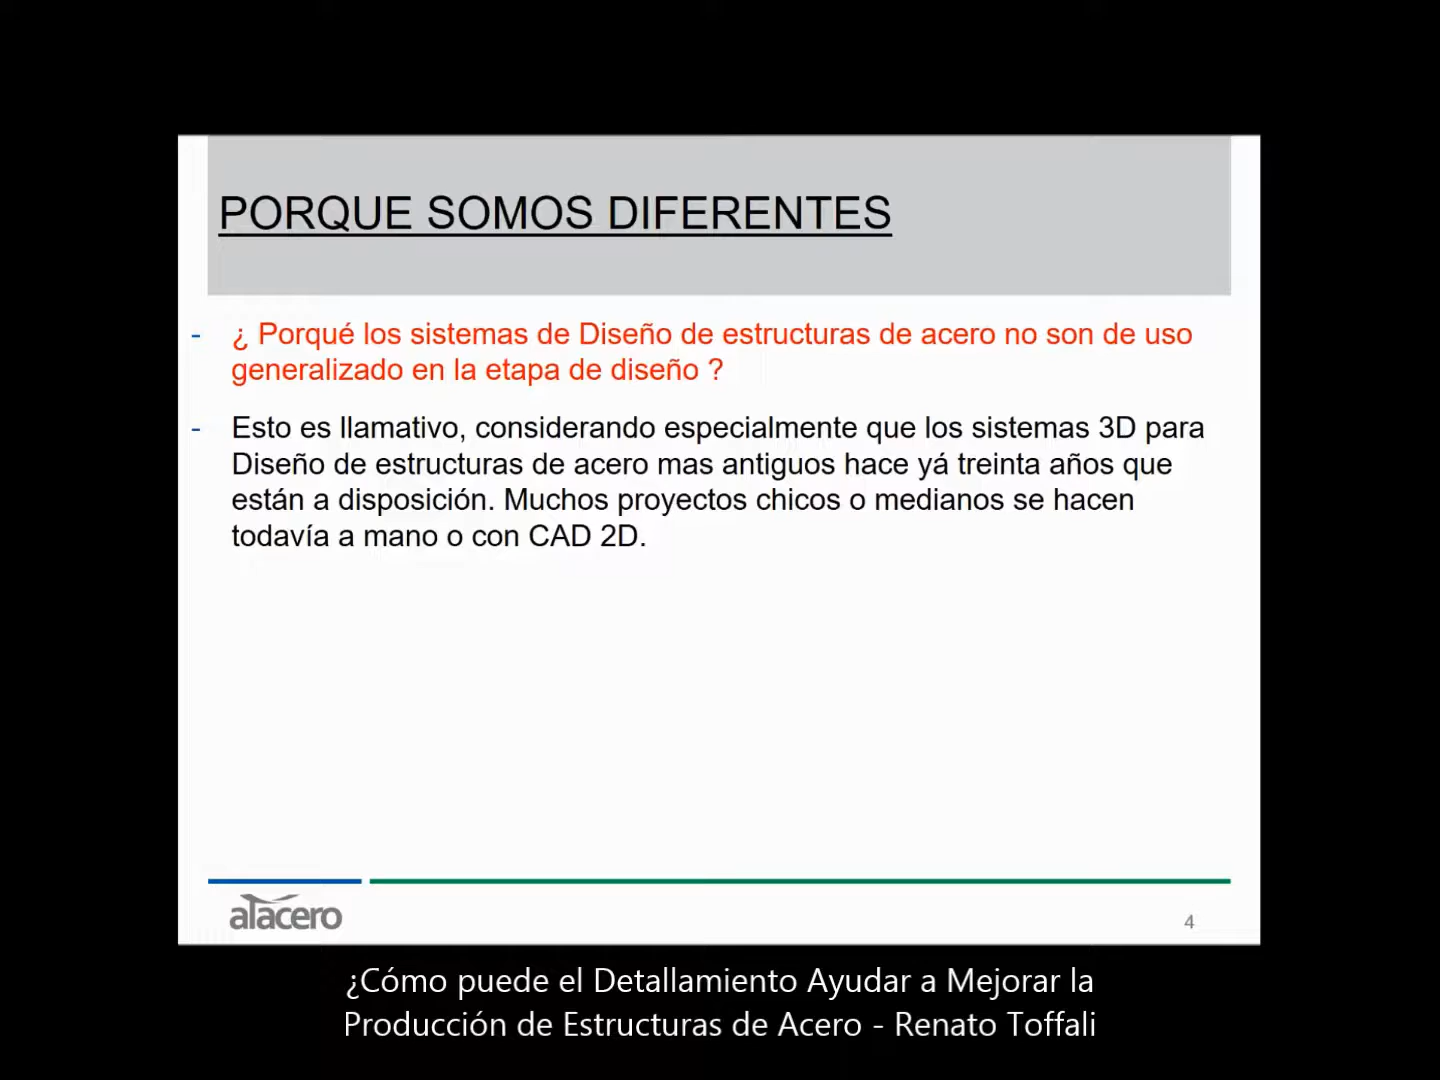 PORQUE SOMOS DIFERENTES
- ¿ Porqué los sistemas de Diseño de estructuras de acero no son de uso
generalizado en la etapa de diseño ?
- Esto es llamativo, considerando especialmente que los sistemas 3D para
Diseño de estructuras de acero mas antiguos hace yá treinta años que
están a disposición. Muchos proyectos chicos o medianos se hacen
todavía a mano o con CAD 2D.
alacero
4
¿Cómo puede el Detallamiento Ayudar a Mejorar la
Producción de Estructuras de Acero - Renato Toffali